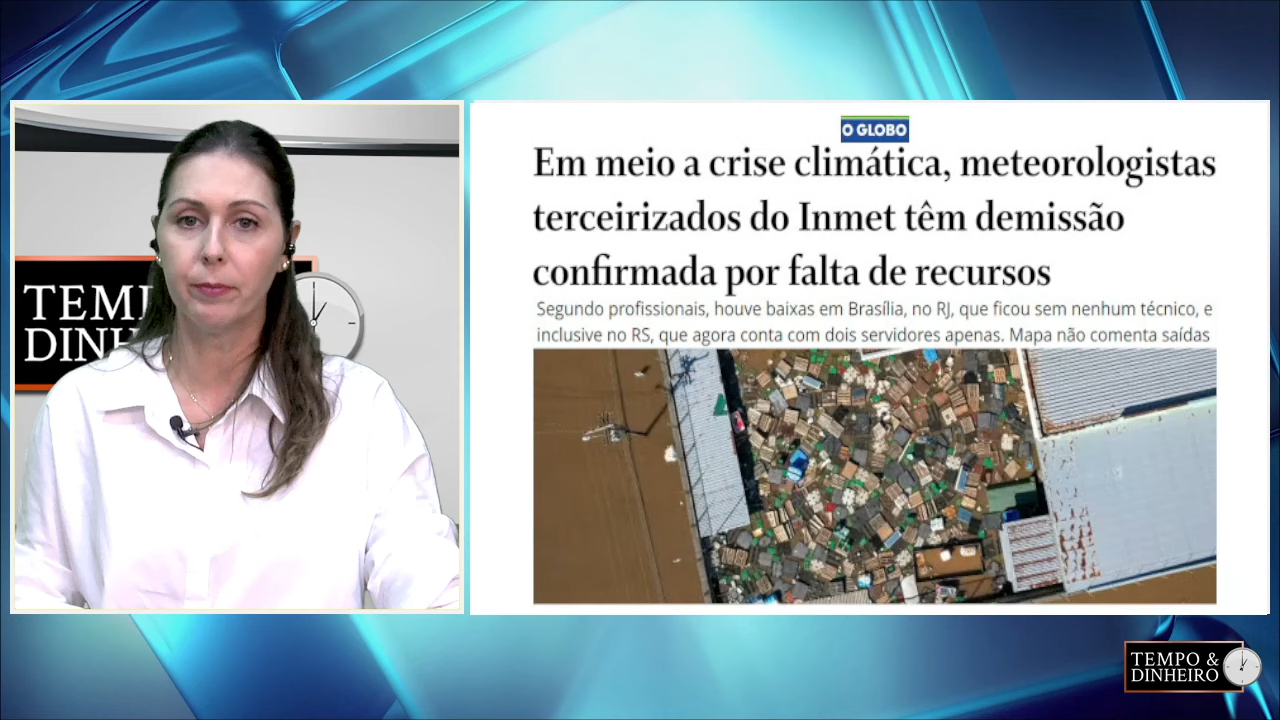 TEMP
DINH
O GLOBO
Em meio a crise climática, meteorologistas
terceirizados do Inmet têm demissão
confirmada por falta de recursos
Segundo profissionais, houve baixas em Brasília, no RJ, que ficou sem nenhum técnico, e
inclusive no RS, que agora conta com dois servidores apenas. Mapa não comenta saídas
TEMPO &
DINHEIRO